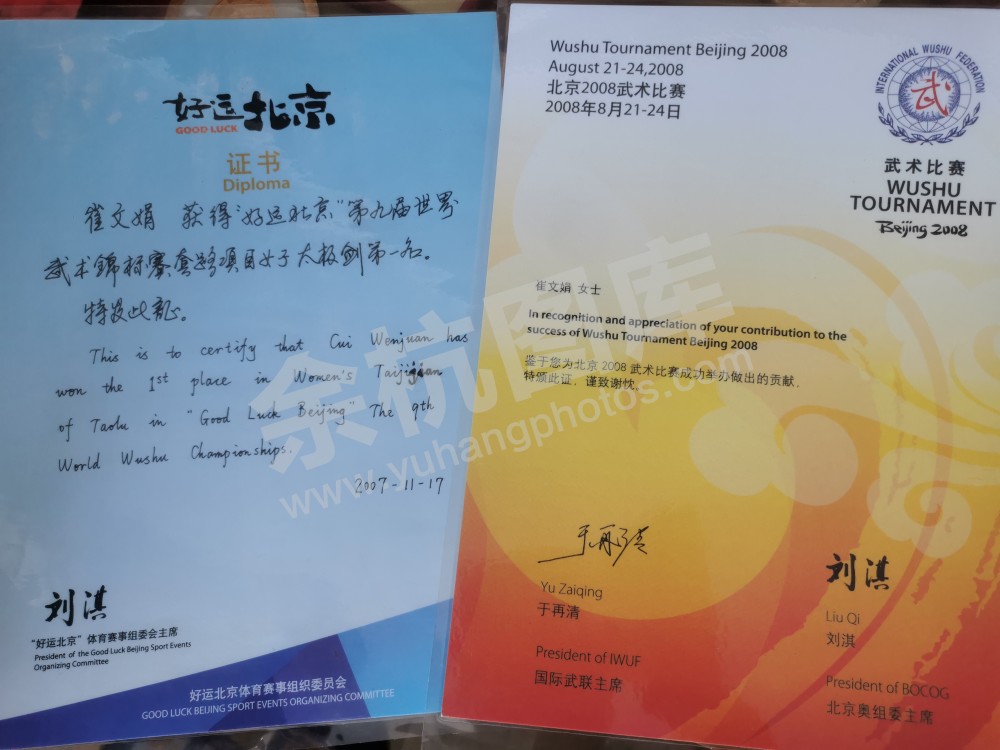 好运北京
GOOD LUCK
证书
Diploma
崔文娟 获得“好运北京”第九届世界
武术锦标赛套路项目女子太极剑第一名。
特发此证。
This is to certify that Cui Wenjuan has
won the 1st place in Women's Taijijian
of Taolu in "Good Luck Beijing" The 9th
World Wushu Championships.
2007-11-17
刘淇
“好运北京”体育赛事组委会主席
President of the Good Luck Beijing Sport Events
Organizing Committee
好运北京体育赛事组织委员会
GOOD LUCK BEIJING SPORT EVENTS ORGANIZING COMMITTEE
Wushu Tournament Beijing 2008
August 21-24,2008
北京2008武术比赛
2008年8月21-24日
INTERNATIONAL WUSHU FEDERATION
武
武术比赛
WUSHU
TOURNAMENT
Beijing 2008
崔文娟 女士
In recognition and appreciation of your contribution to the
success of Wushu Tournament Beijing 2008
鉴于您为北京 2008 武术比赛成功举办做出的贡献，
特颁此证，谨致谢忱。
于再清
Yu Zaiqing
于再清
President of IWUF
国际武联主席
刘淇
Liu Qi
刘淇
President of BOCOG
北京奥组委主席
余杭图库
www.yuhangphotos.com